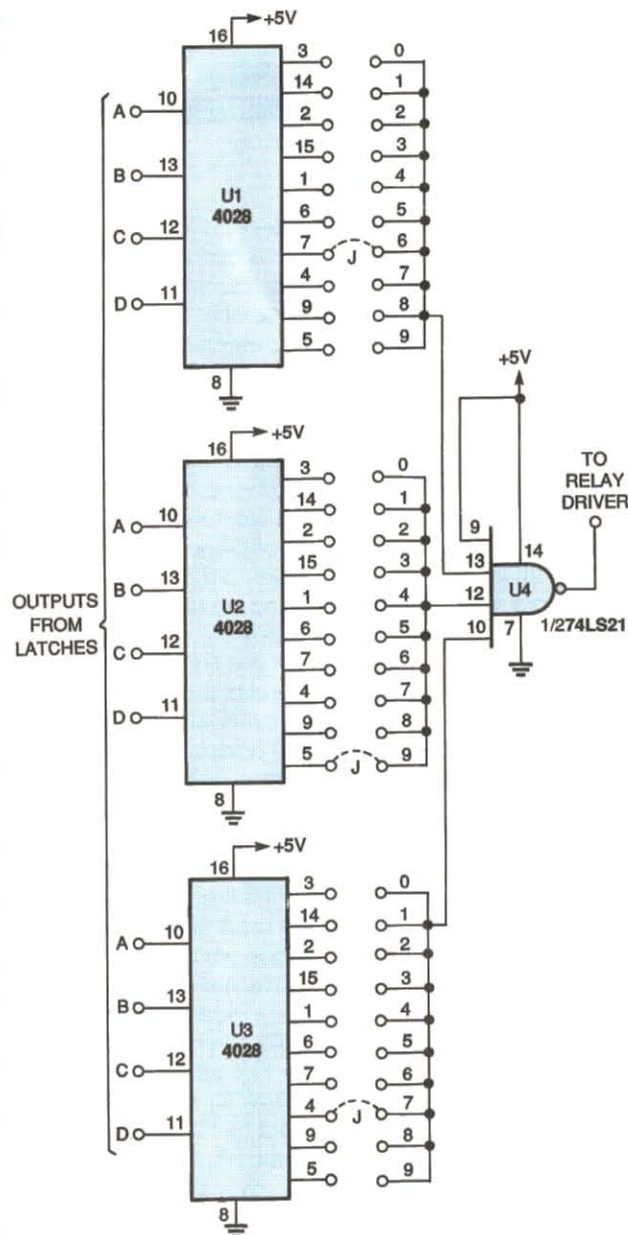 +5V
16
3 0
14 1
A 10 2 2
15 3
B 13 1 4
U1
4028
6 5
C 12 7 J 6
4 7
D 11 9 8
5 9
8
+5V
16
3 0
14 1
A 10 2 2
15 3
B 13 1 4
U2
4028
6 5
C 12 7 6
4 7
D 11 9 8
5 J 9
8
+5V
16
3 0
14 1
A 10 2 2
15 3
B 13 1 4
U3
4028
6 5
C 12 7 6
4 J 7
D 11 9 8
5 9
8
OUTPUTS
FROM
LATCHES
+5V
TO
RELAY
DRIVER
9
14
13
U4
12
10
7
1/274LS21